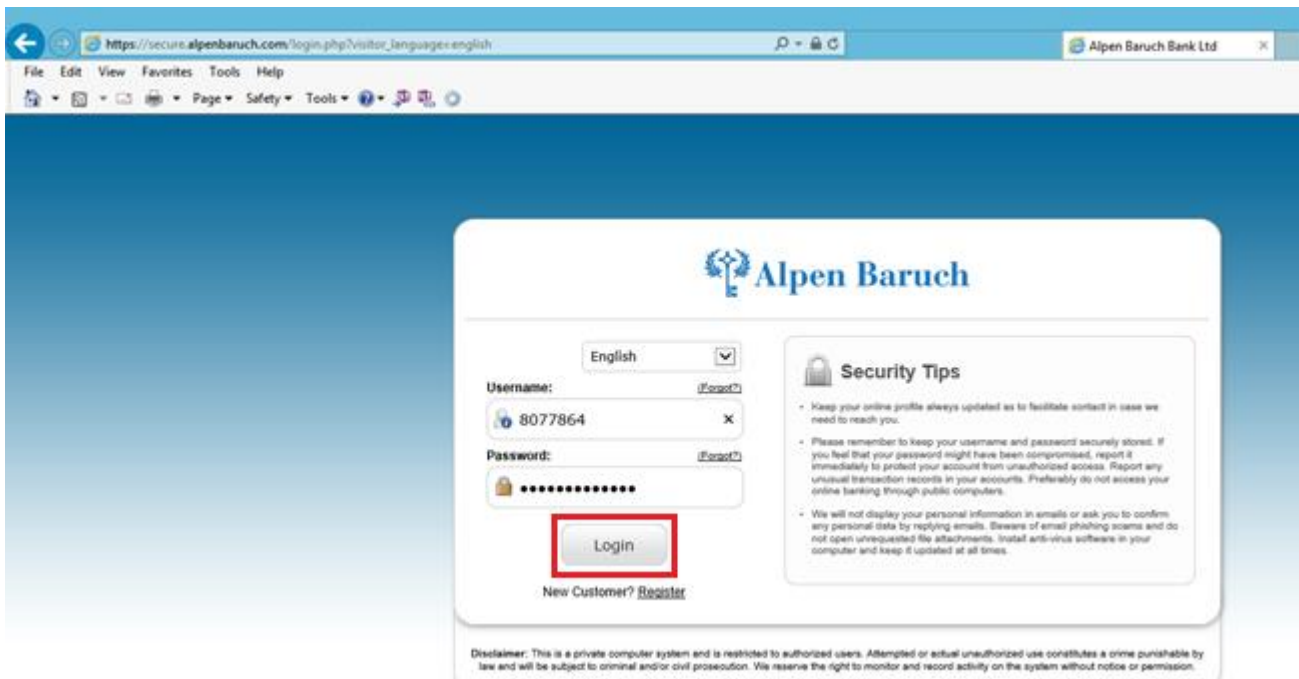 https://secure.alpenbaruch.com/login.php?visitor_language=english
Alpen Baruch Bank Ltd
File Edit View Favorites Tools Help
Page Safety Tools
Alpen Baruch
English
Username: (Forgot?)
8077864
Password: (Forgot?)
Login
New Customer? Register
Security Tips
• Keep your online profile always updated as to facilitate contact in case we
need to reach you.
• Please remember to keep your username and password securely stored. If
you feel that your password might have been compromised, report it
immediately to protect your account from unauthorized access. Report any
unusual transaction records in your accounts. Preferably do not access your
online banking through public computers.
• We will not display your personal information in emails or ask you to confirm
any personal data by replying emails. Beware of email phishing scams and do
not open unrequested file attachments. Install anti-virus software in your
computer and keep it updated at all times.
Disclaimer: This is a private computer system and is restricted to authorized users. Attempted or actual unauthorized use constitutes a crime punishable by
law and will be subject to criminal and/or civil prosecution. We reserve the right to monitor and record activity on the system without notice or permission.